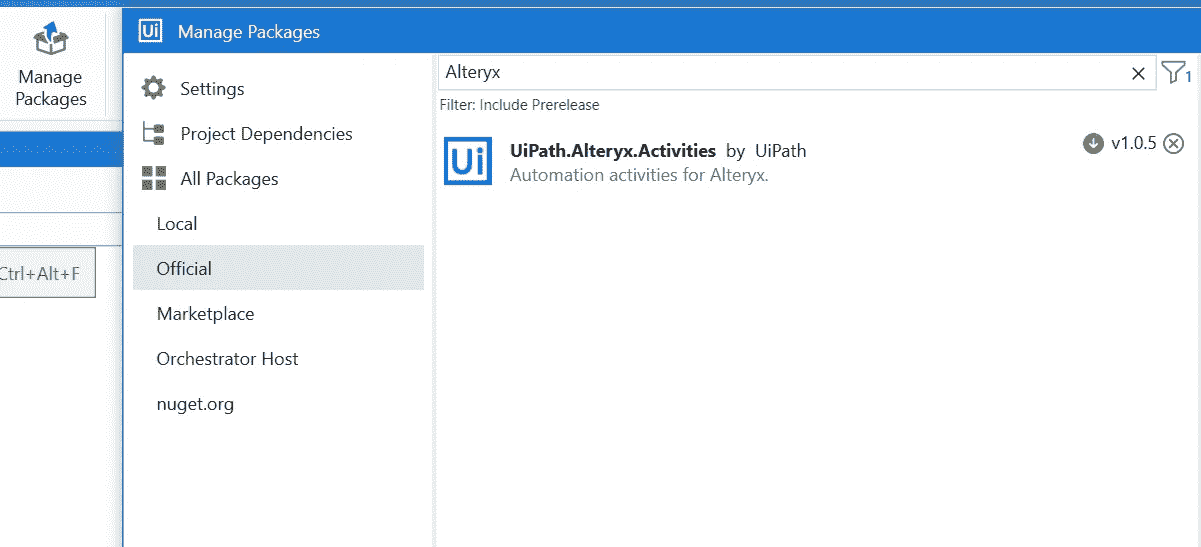 Manage
Packages
Ctrl+Alt+F
Ui Manage Packages
Settings
Project Dependencies
All Packages
Local
Official
Marketplace
Orchestrator Host
nuget.org
Alteryx
1
Filter: Include Prerelease
Ui
UiPath.Alteryx.Activities by UiPath v1.0.5
Automation activities for Alteryx.